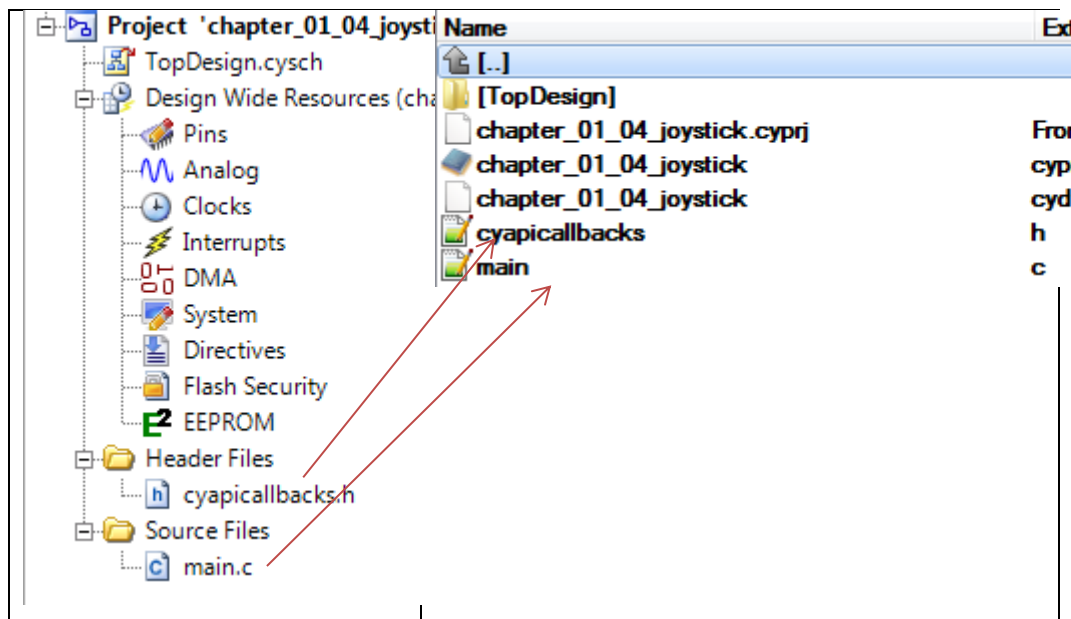 Project 'chapter_01_04_joysti
TopDesign.cysch
Design Wide Resources (cha
Pins
Analog
Clocks
Interrupts
DMA
System
Directives
Flash Security
EEPROM
Header Files
cyapicallbacks.h
Source Files
main.c
Name Ext
[..]
[TopDesign]
chapter_01_04_joystick.cyprj Fron
chapter_01_04_joystick cyp
chapter_01_04_joystick cyd
cyapicallbacks h
main c